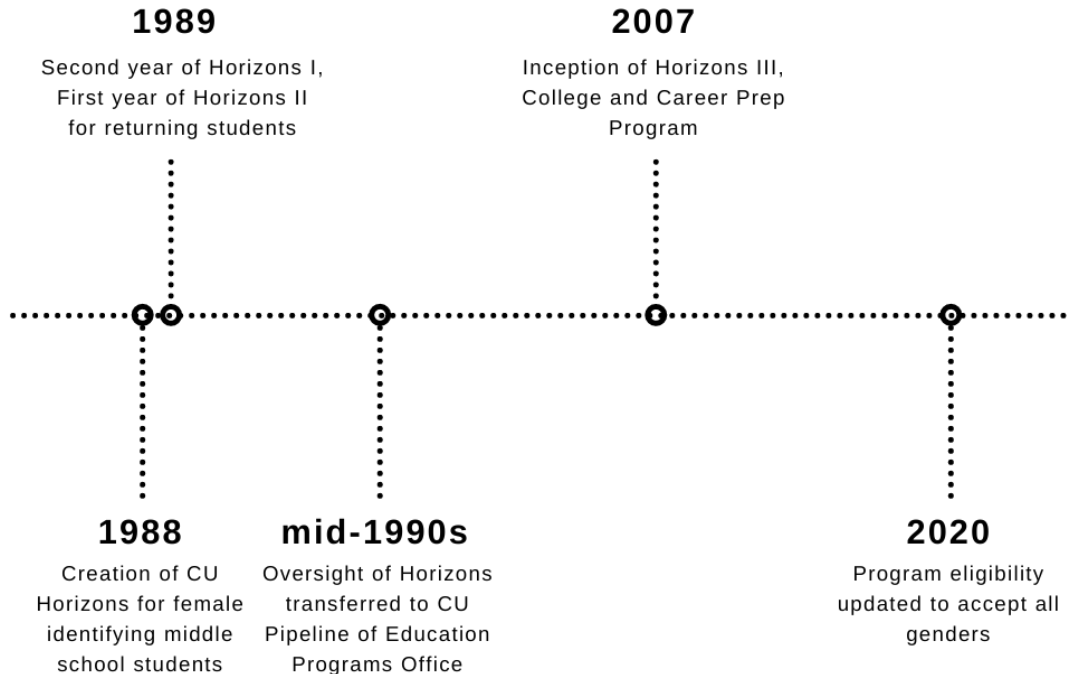 1989
Second year of Horizons I,
First year of Horizons II
for returning students
2007
Inception of Horizons III,
College and Career Prep
Program
1988
Creation of CU
Horizons for female
identifying middle
school students
mid-1990s
Oversight of Horizons
transferred to CU
Pipeline of Education
Programs Office
2020
Program eligibility
updated to accept all
genders